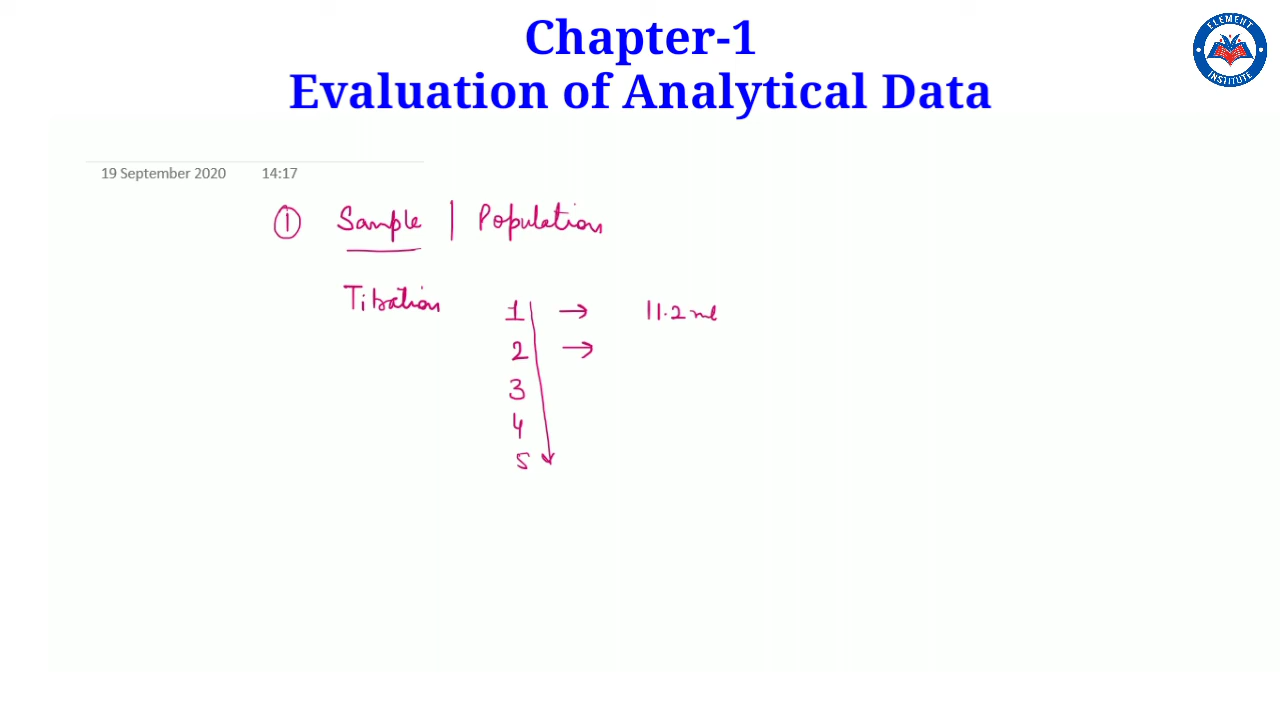 Chapter-1
Evaluation of Analytical Data
ELEMENT INSTITUTE
19 September 2020 14:17
① Sample | Population
Titration
1 → 11.2 ml
2 →
3
4
5